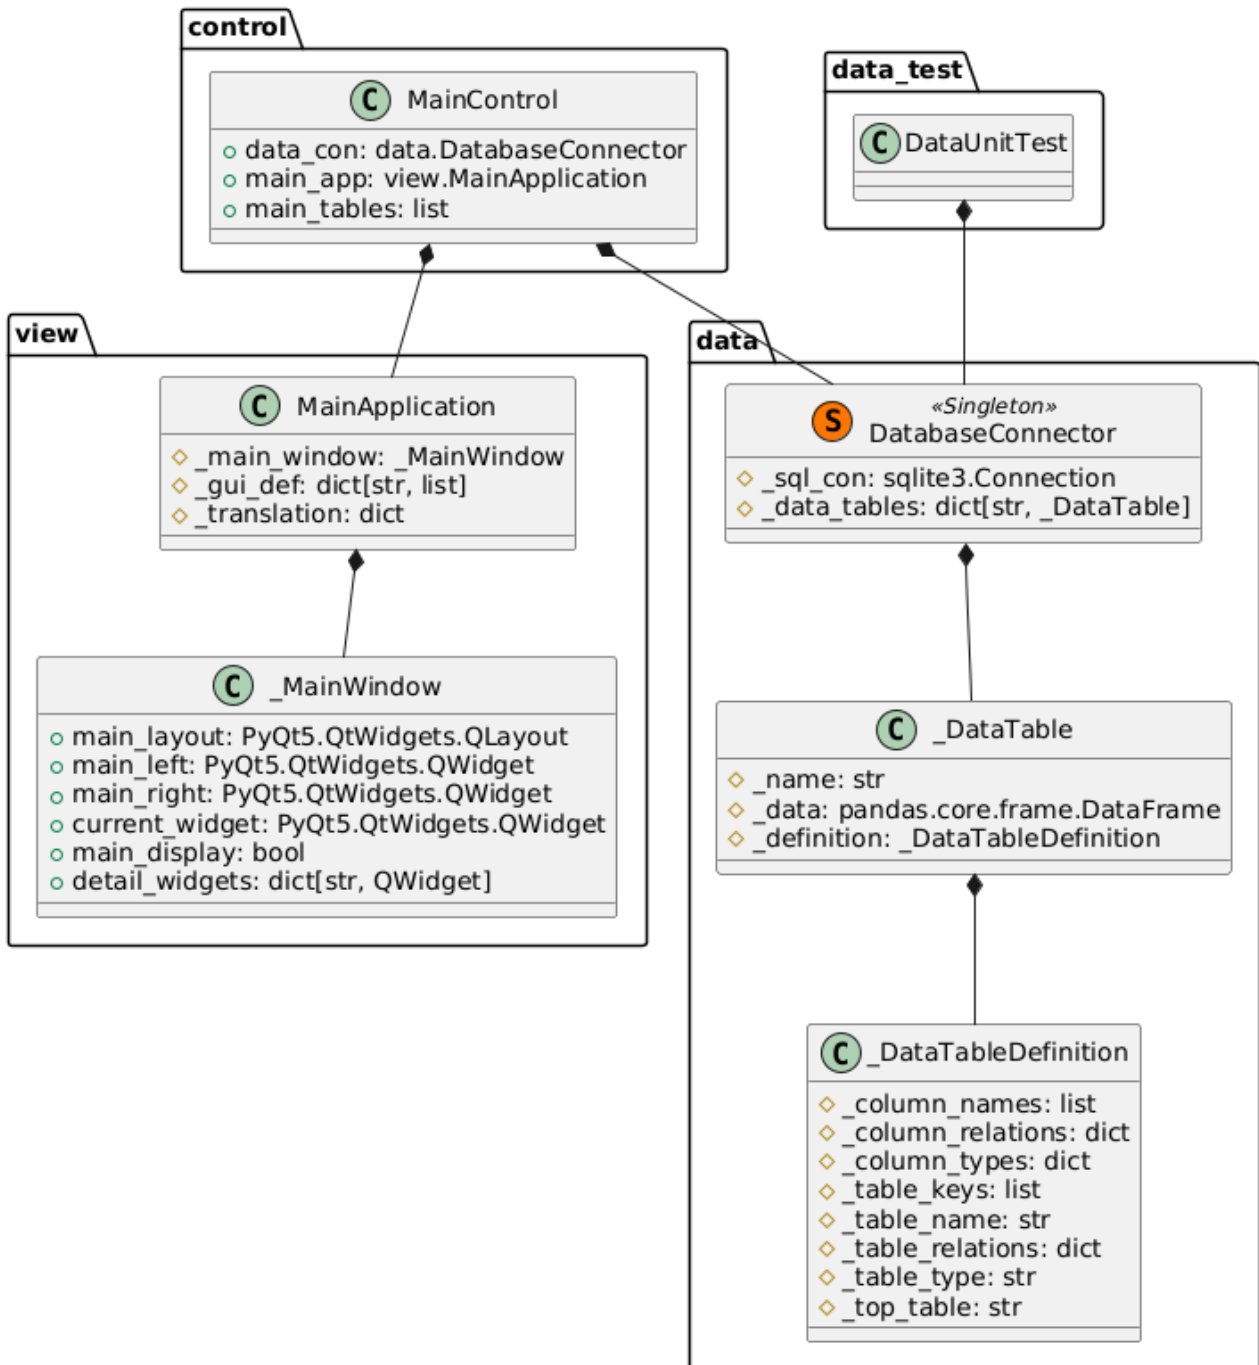 control
C MainControl
data_con: data.DatabaseConnector
main_app: view.MainApplication
main_tables: list
data_test
C DataUnitTest
view
C MainApplication
_main_window: _MainWindow
_gui_def: dict[str, list]
_translation: dict
C _MainWindow
main_layout: PyQt5.QtWidgets.QLayout
main_left: PyQt5.QtWidgets.QWidget
main_right: PyQt5.QtWidgets.QWidget
current_widget: PyQt5.QtWidgets.QWidget
main_display: bool
detail_widgets: dict[str, QWidget]
data
«Singleton»
S DatabaseConnector
_sql_con: sqlite3.Connection
_data_tables: dict[str, _DataTable]
C _DataTable
_name: str
_data: pandas.core.frame.DataFrame
_definition: _DataTableDefinition
C _DataTableDefinition
_column_names: list
_column_relations: dict
_column_types: dict
_table_keys: list
_table_name: str
_table_relations: dict
_table_type: str
_top_table: str